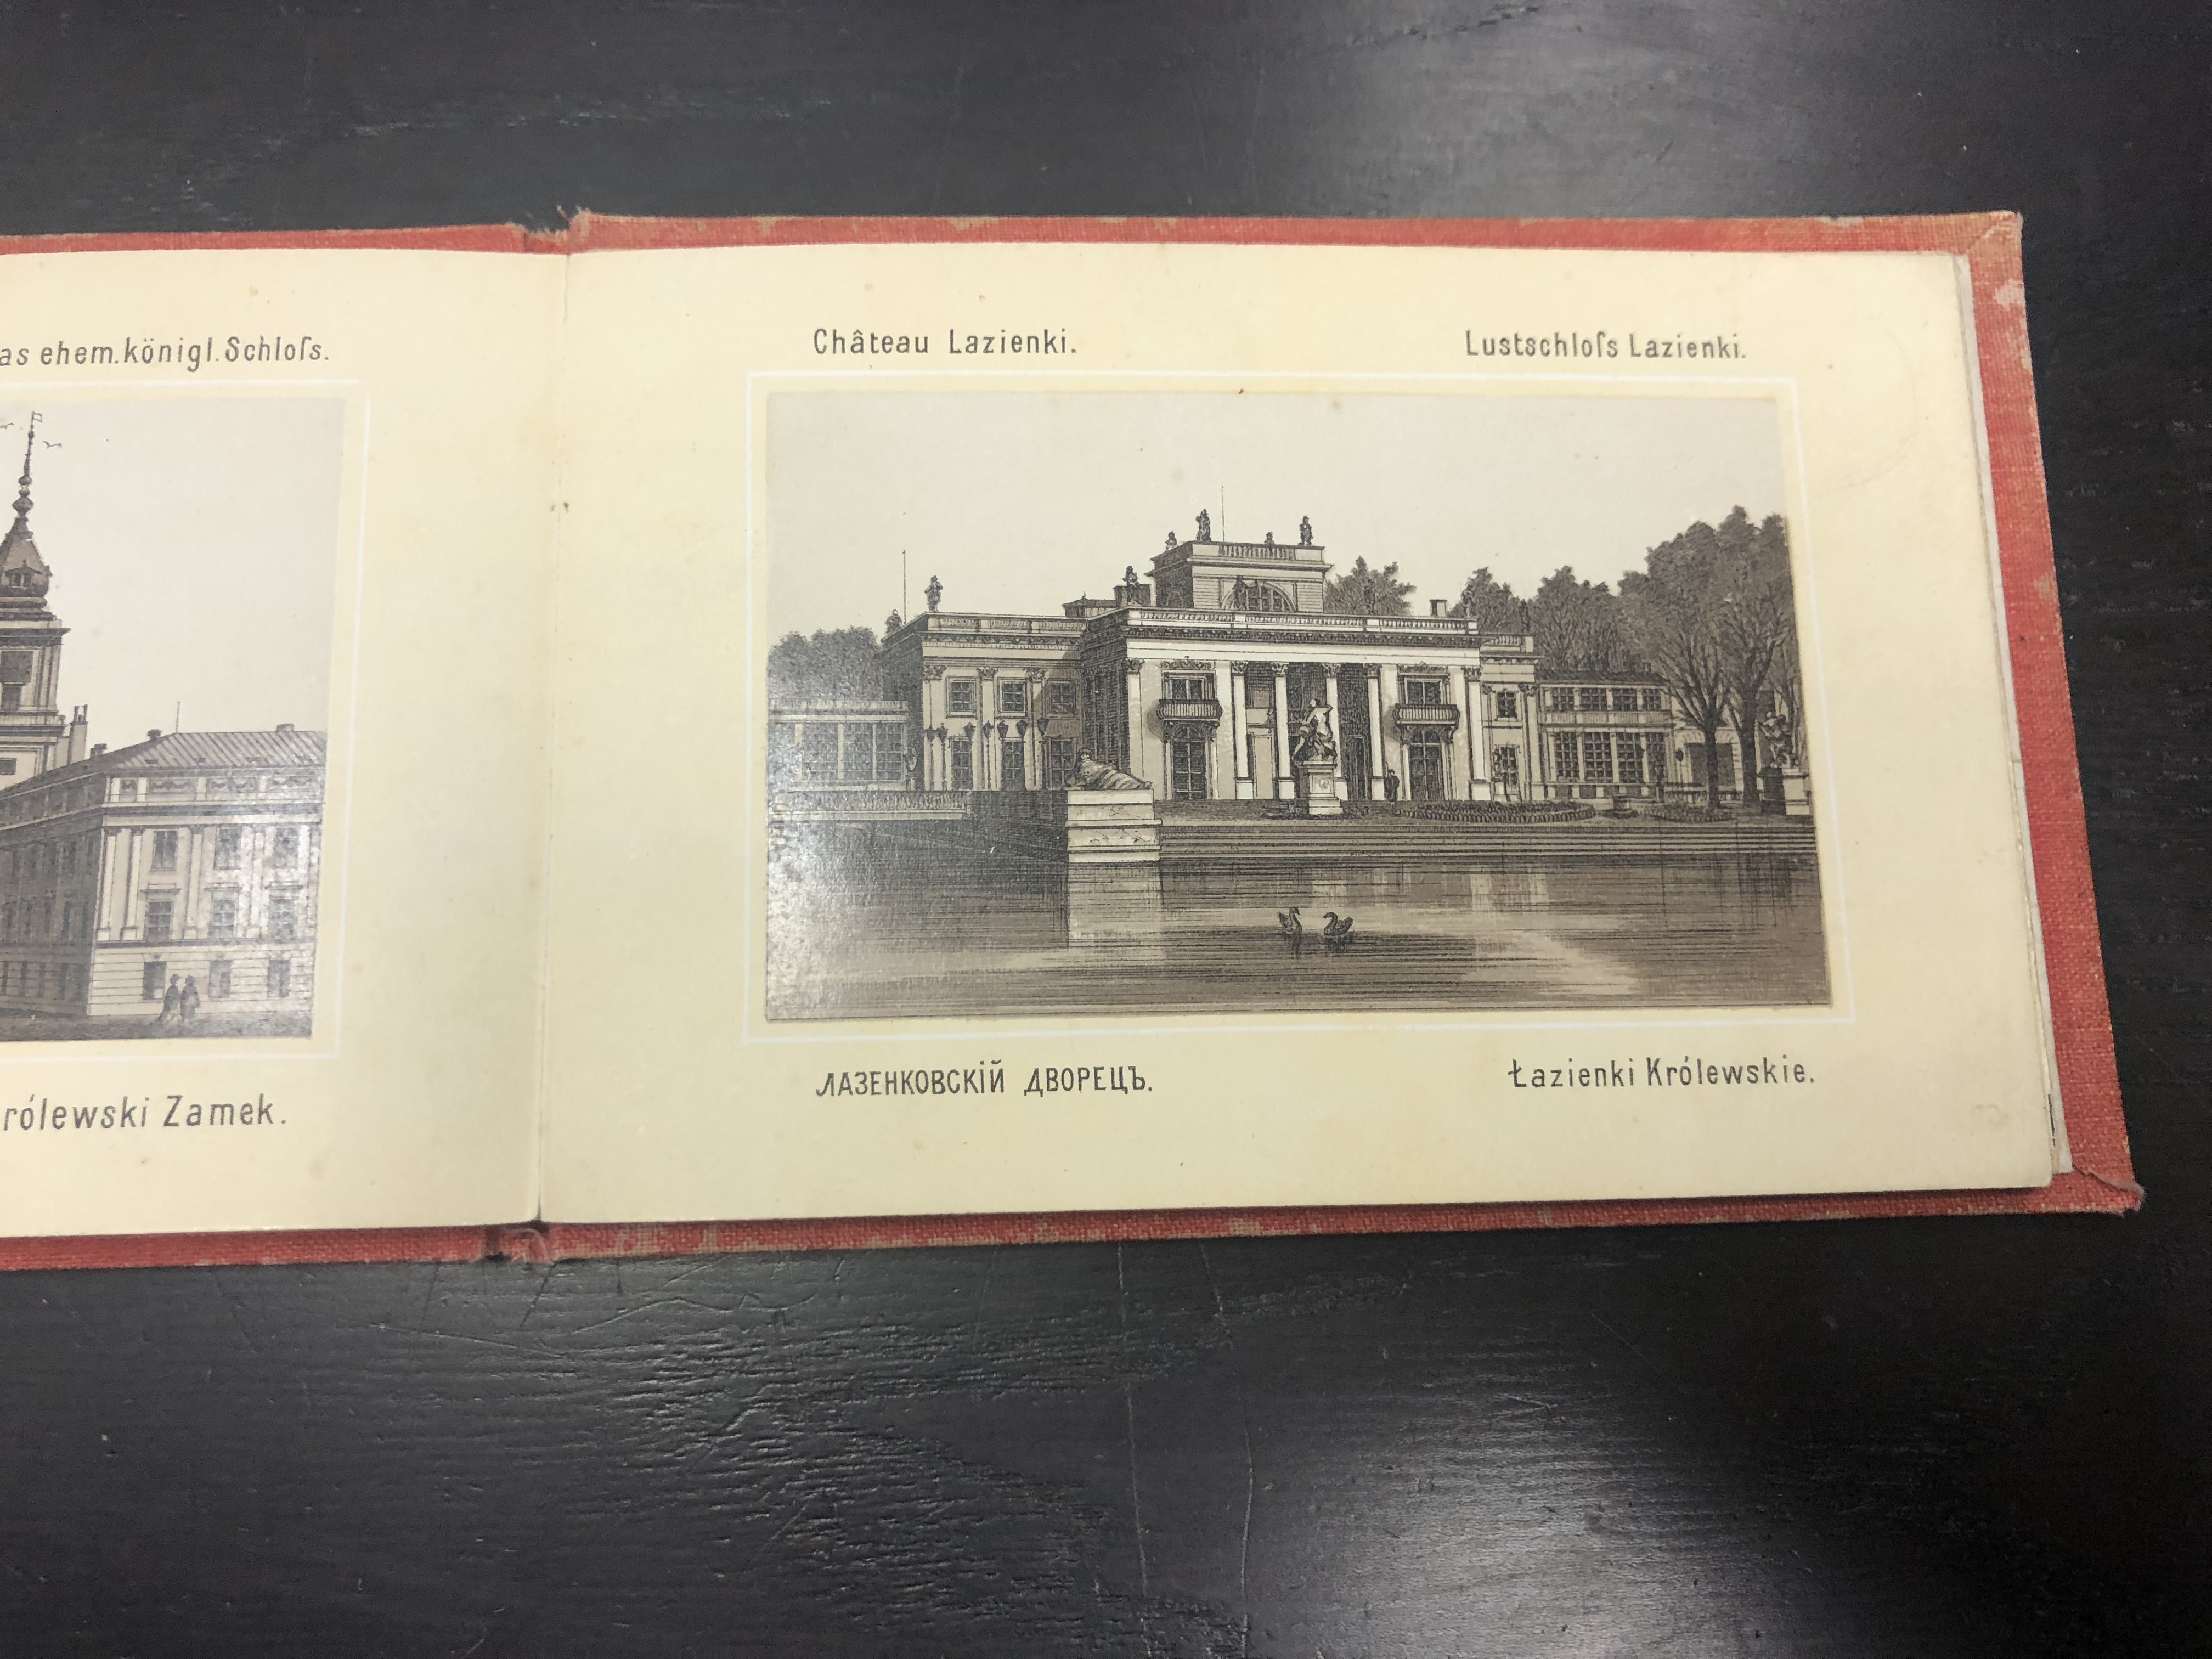 as ehem. königl. Schloſs.
rólewski Zamek.
Château Lazienki.
Lustschloſs Lazienki.
ЛАЗЕНКОВСКІЙ ДВОРЕЦЪ.
Łazienki Królewskie.